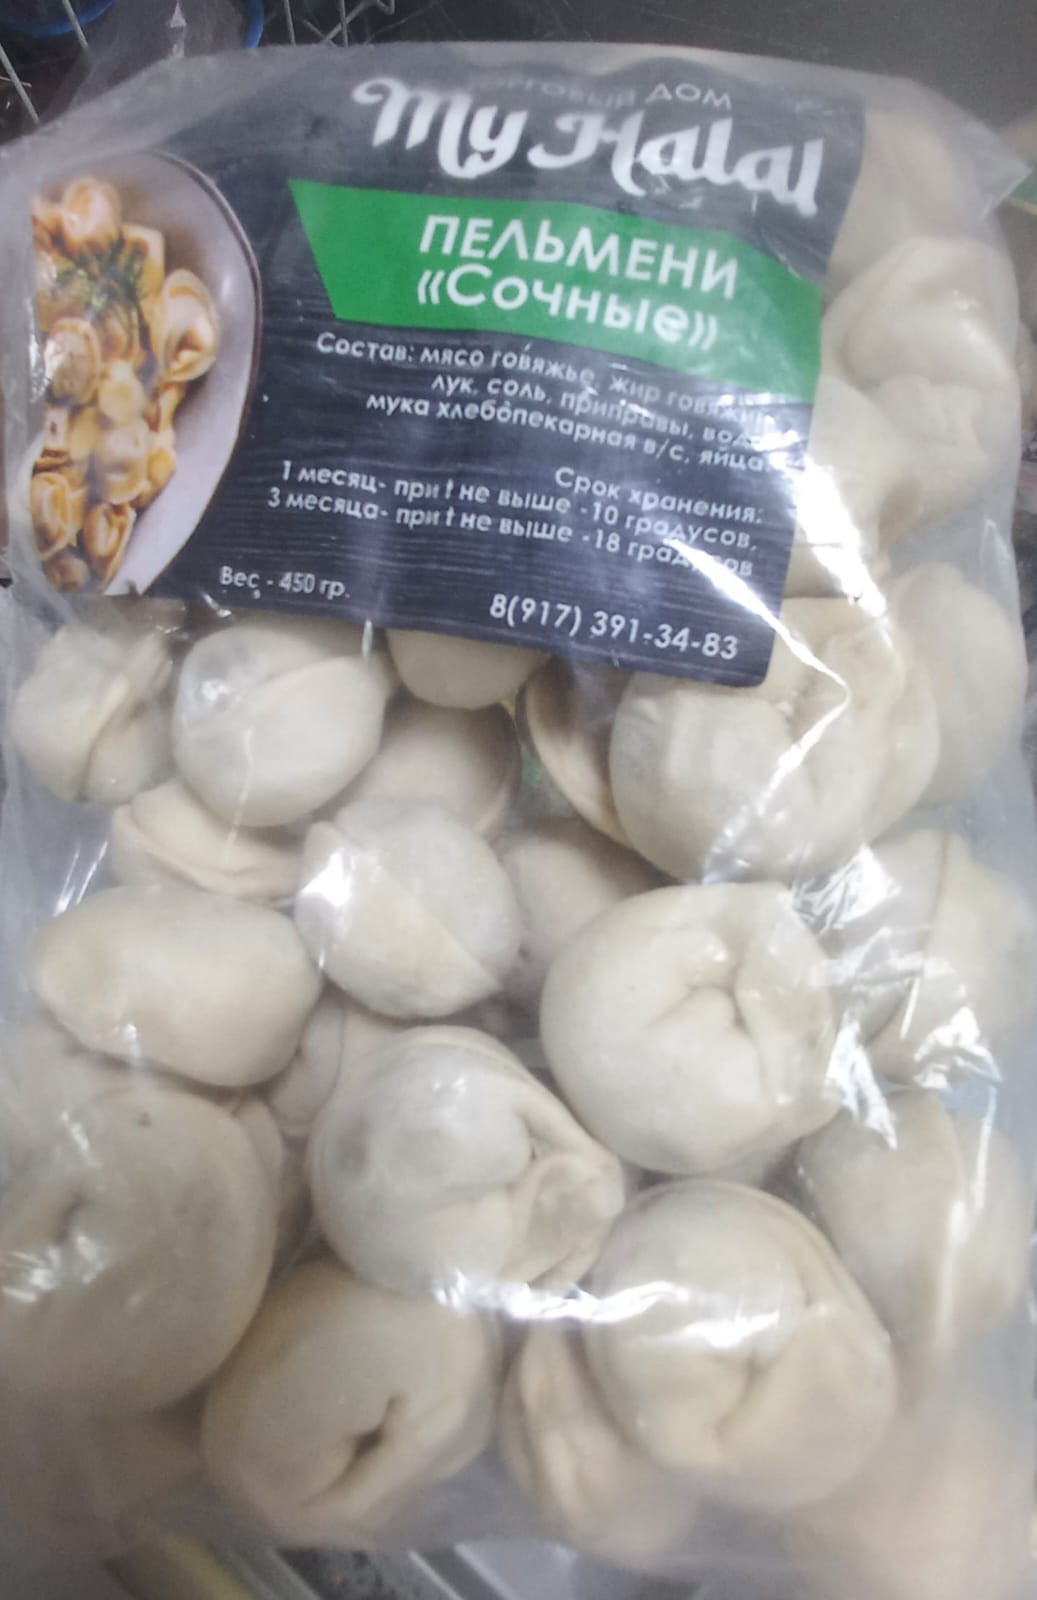 ТОРГОВЫЙ ДОМ
My Halal
ПЕЛЬМЕНИ
«Сочные»
Состав: мясо говяжье, жир говяжий
лук, соль, приправы, вода
мука хлебопекарная в/с, яйцо.
Срок хранения:
1 месяц- при t не выше -10 градусов,
3 месяца- при t не выше -18 градусов
Вес - 450 гр.
8(917) 391-34-83